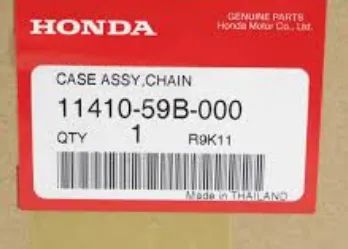 HONDA
GENUINE PARTS
Honda Motor Co., Ltd.
CASE ASSY,CHAIN
11410-59B-000
QTY 1 R9K11
Made in THAILAND